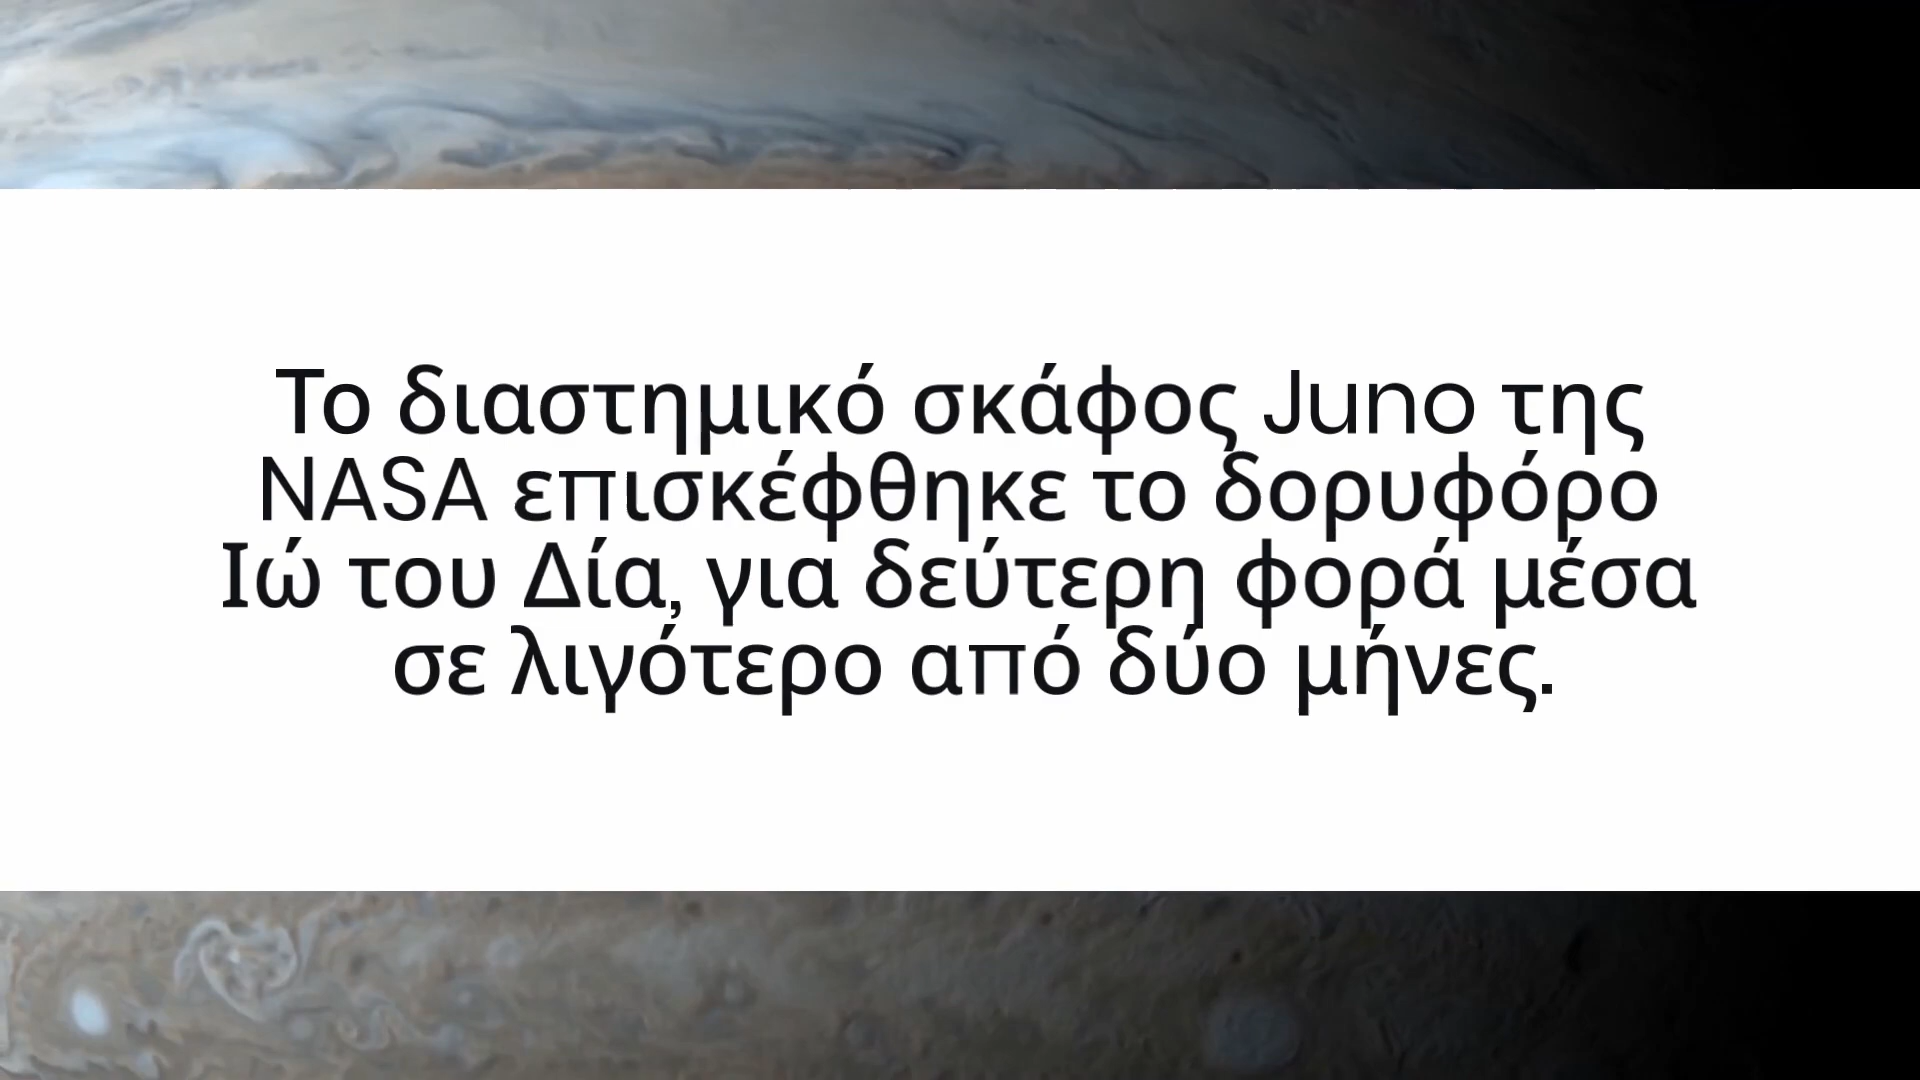 Το διαστημικό σκάφος Juno της
NASA επισκέφθηκε το δορυφόρο
Ιώ του Δία, για δεύτερη φορά μέσα
σε λιγότερο από δύο μήνες.